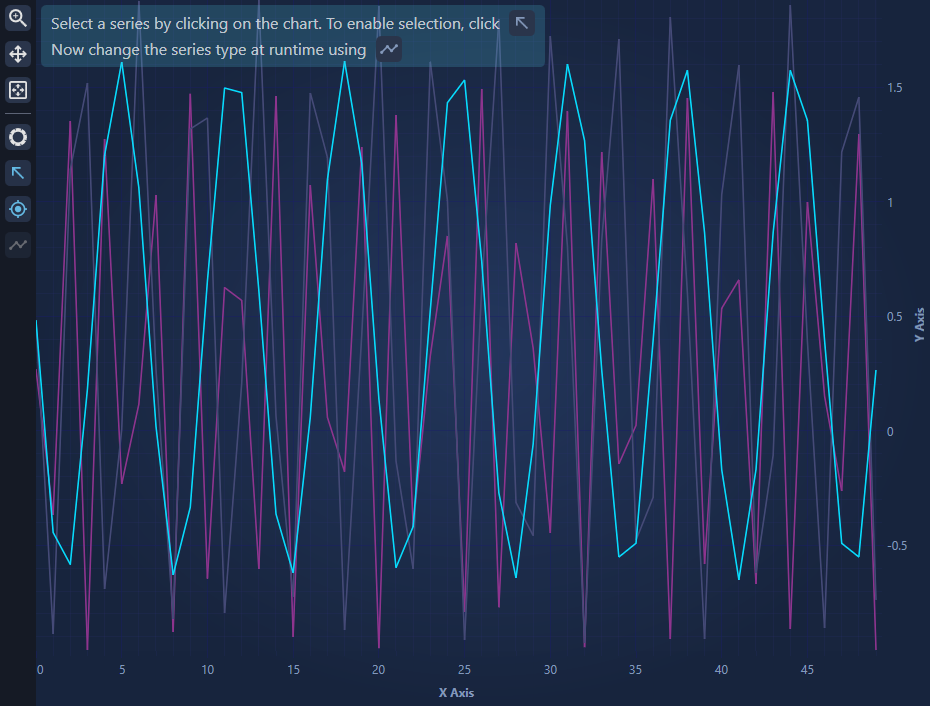 Select a series by clicking on the chart. To enable selection, click
Now change the series type at runtime using
1.5
1
0.5
0
-0.5
Y Axis
0 5 10 15 20 25 30 35 40 45
X Axis